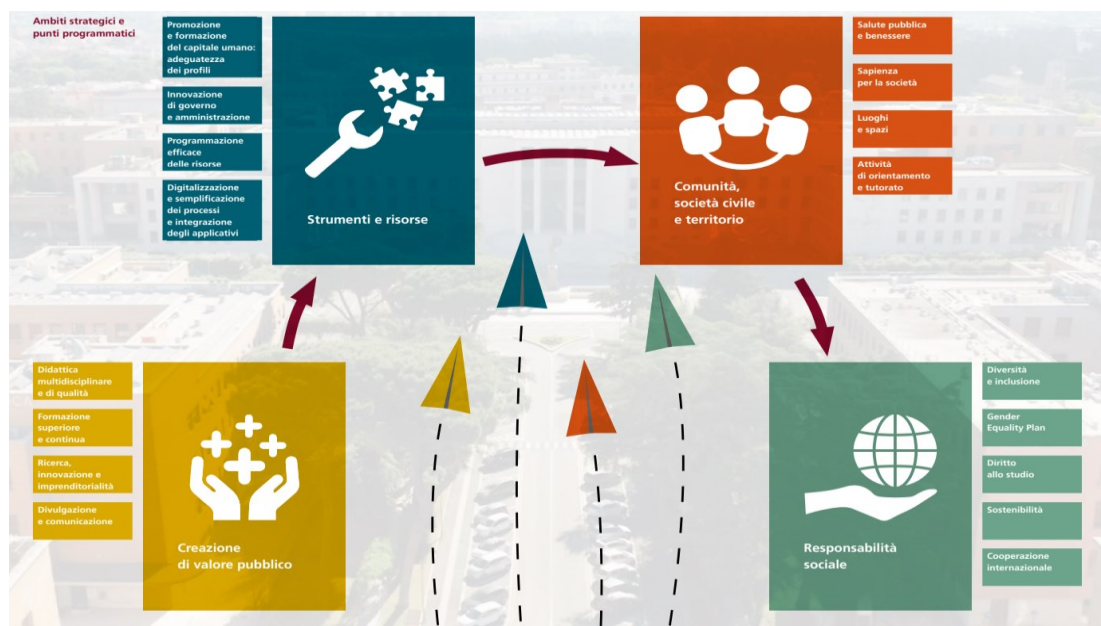 Ambiti strategici e
punti programmatici
Promozione
e formazione
del capitale umano:
adeguatezza
dei profili
Innovazione
di governo
e amministrazione
Programmazione
efficace
delle risorse
Digitalizzazione
e semplificazione
dei processi
e integrazione
degli applicativi
Strumenti e risorse
Comunità,
società civile
e territorio
Salute pubblica
e benessere
Sapienza
per la società
Luoghi
e spazi
Attività
di orientamento
e tutorato
Didattica
multidisciplinare
e di qualità
Formazione
superiore
e continua
Ricerca,
innovazione e
imprenditorialità
Divulgazione
e comunicazione
Creazione
di valore pubblico
Responsabilità
sociale
Diversità
e inclusione
Gender
Equality Plan
Diritto
allo studio
Sostenibilità
Cooperazione
internazionale